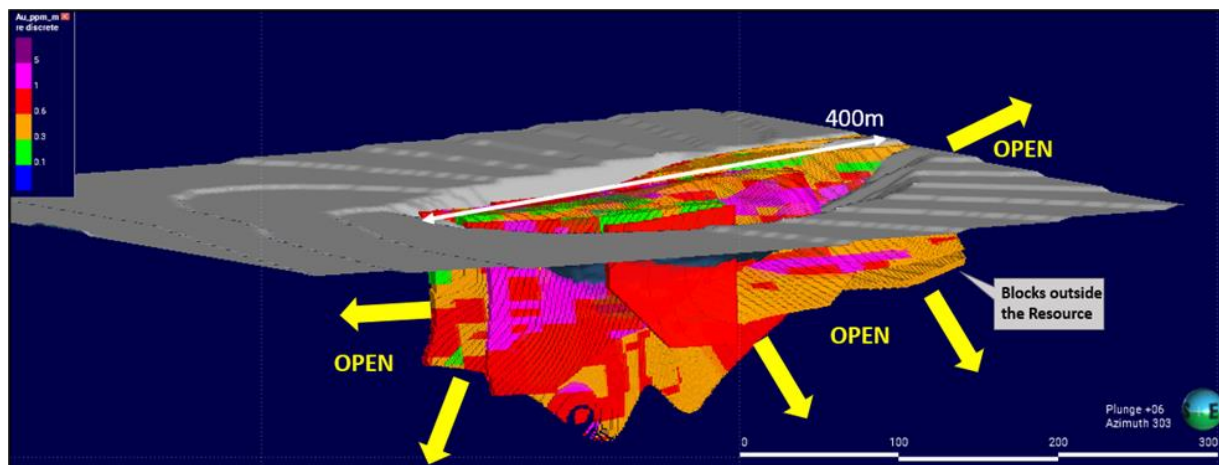 Au_ppm_m
re discrete
5
1
0.6
0.3
0.1
400m
OPEN
Blocks outside
the Resource
OPEN
OPEN
Plunge +06
Azimuth 303
S
E
0
100
200
300